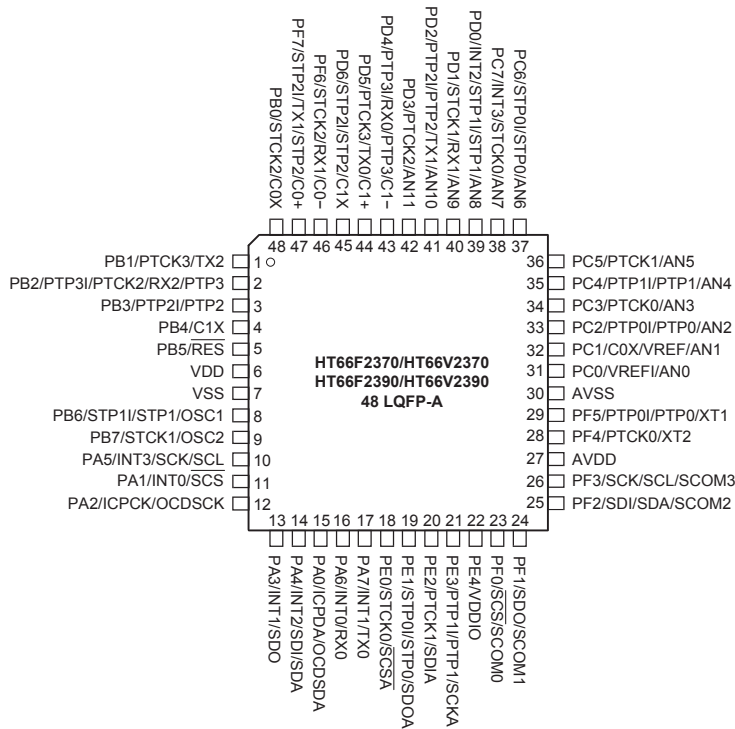 PB0/STCK2/C0X
PF7/STP2I/TX1/STP2/C0+
PF6/STCK2/RX1/C0−
PD6/STP2I/STP2/C1X
PD5/PTCK3/TX0/C1+
PD4/PTP3I/RX0/PTP3/C1−
PD3/PTCK2/AN11
PD2/PTP2I/PTP2/TX1/AN10
PD1/STCK1/RX1/AN9
PD0/INT2/STP1I/STP1/AN8
PC7/INT3/STCK0/AN7
PC6/STP0I/STP0/AN6
48 47 46 45 44 43 42 41 40 39 38 37
PB1/PTCK3/TX2 1
PB2/PTP3I/PTCK2/RX2/PTP3 2
PB3/PTP2I/PTP2 3
PB4/C1X 4
PB5/RES 5
VDD 6
VSS 7
PB6/STP1I/STP1/OSC1 8
PB7/STCK1/OSC2 9
PA5/INT3/SCK/SCL 10
PA1/INT0/SCS 11
PA2/ICPCK/OCDSCK 12
HT66F2370/HT66V2370
HT66F2390/HT66V2390
48 LQFP-A
36 PC5/PTCK1/AN5
35 PC4/PTP1I/PTP1/AN4
34 PC3/PTCK0/AN3
33 PC2/PTP0I/PTP0/AN2
32 PC1/C0X/VREF/AN1
31 PC0/VREFI/AN0
30 AVSS
29 PF5/PTP0I/PTP0/XT1
28 PF4/PTCK0/XT2
27 AVDD
26 PF3/SCK/SCL/SCOM3
25 PF2/SDI/SDA/SCOM2
13 14 15 16 17 18 19 20 21 22 23 24
PA3/INT1/SDO
PA4/INT2/SDI/SDA
PA0/ICPDA/OCDSDA
PA6/INT0/RX0
PA7/INT1/TX0
PE0/STCK0/SCSA
PE1/STP0I/STP0/SDOA
PE2/PTCK1/SDIA
PE3/PTP1I/PTP1/SCKA
PE4/VDDIO
PF0/SCS/SCOM0
PF1/SDO/SCOM1